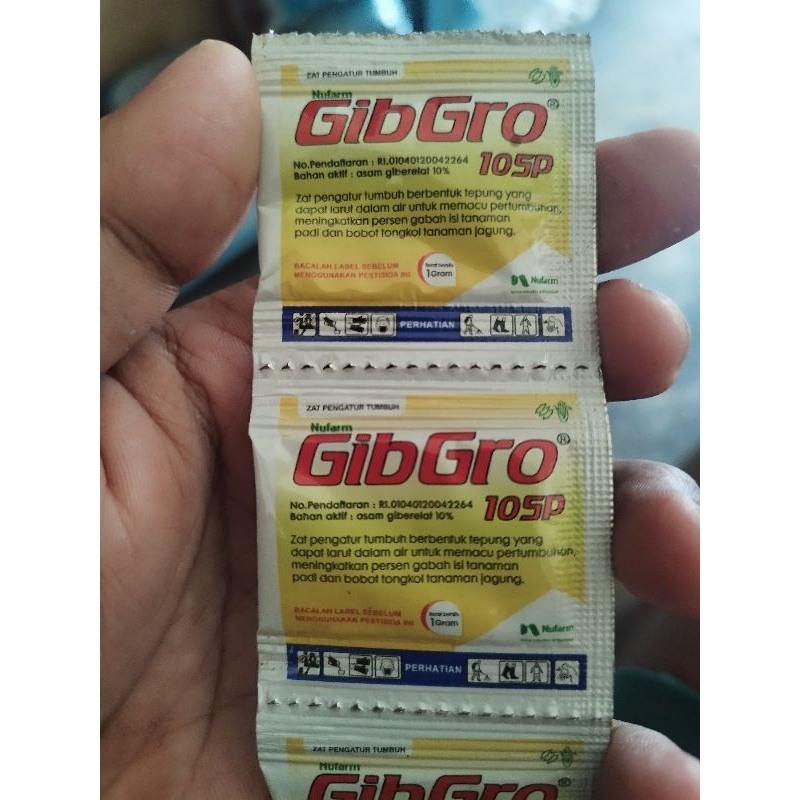 ZAT PENGATUR TUMBUH
Nufarm
GibGro®
10SP
No.Pendaftaran : RI.01040120042264
Bahan aktif : asam giberelat 10%
Zat pengatur tumbuh berbentuk tepung yang
dapat larut dalam air untuk memacu pertumbuhan,
meningkatkan persen gabah isi tanaman
padi dan bobot tongkol tanaman jagung.
BACALAH LABEL SEBELUM
MENGGUNAKAN PESTISIDA INI
Berat bersih
1Gram
Nufarm
PERHATIAN
ZAT PENGATUR TUMBUH
Nufarm
GibGro®
10SP
No.Pendaftaran : RI.01040120042264
Bahan aktif : asam giberelat 10%
Zat pengatur tumbuh berbentuk tepung yang
dapat larut dalam air untuk memacu pertumbuhan,
meningkatkan persen gabah isi tanaman
padi dan bobot tongkol tanaman jagung.
BACALAH LABEL SEBELUM
MENGGUNAKAN PESTISIDA INI
Berat bersih
1Gram
Nufarm
PERHATIAN
ZAT PENGATUR TUMBUH
Nufarm
GibGro®